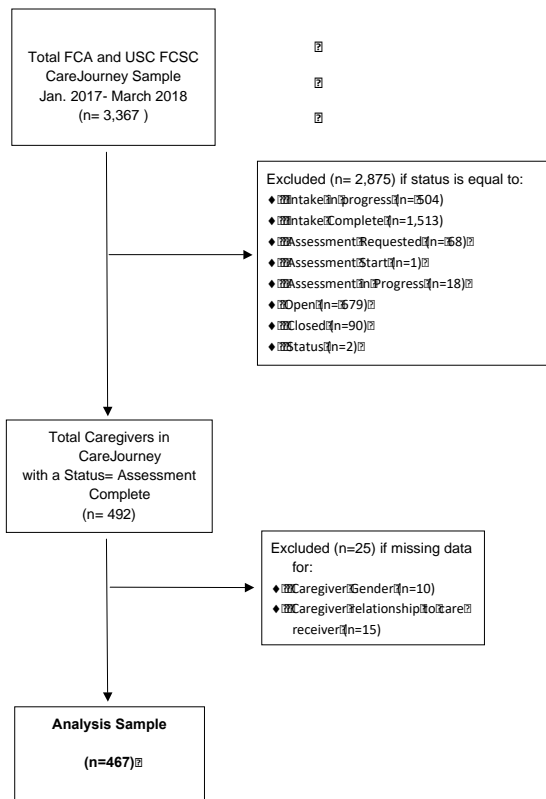 Total FCA and USC FCSC
CareJourney Sample
Jan. 2017- March 2018
(n= 3,367 )
Excluded (n= 2,875) if status is equal to:
♦ Intake in progress (n= 504)
♦ Intake Complete (n=1,513)
♦ Assessment Requested (n= 68)
♦ Assessment Start (n=1)
♦ Assessment in Progress (n=18)
♦ Open (n= 679)
♦ Closed (n=90)
♦ Status (n=2)
Total Caregivers in
CareJourney
with a Status= Assessment
Complete
(n= 492)
Excluded (n=25) if missing data
for:
♦ Caregiver Gender (n=10)
♦ Caregiver relationship to care
receiver (n=15)
Analysis Sample
(n=467)